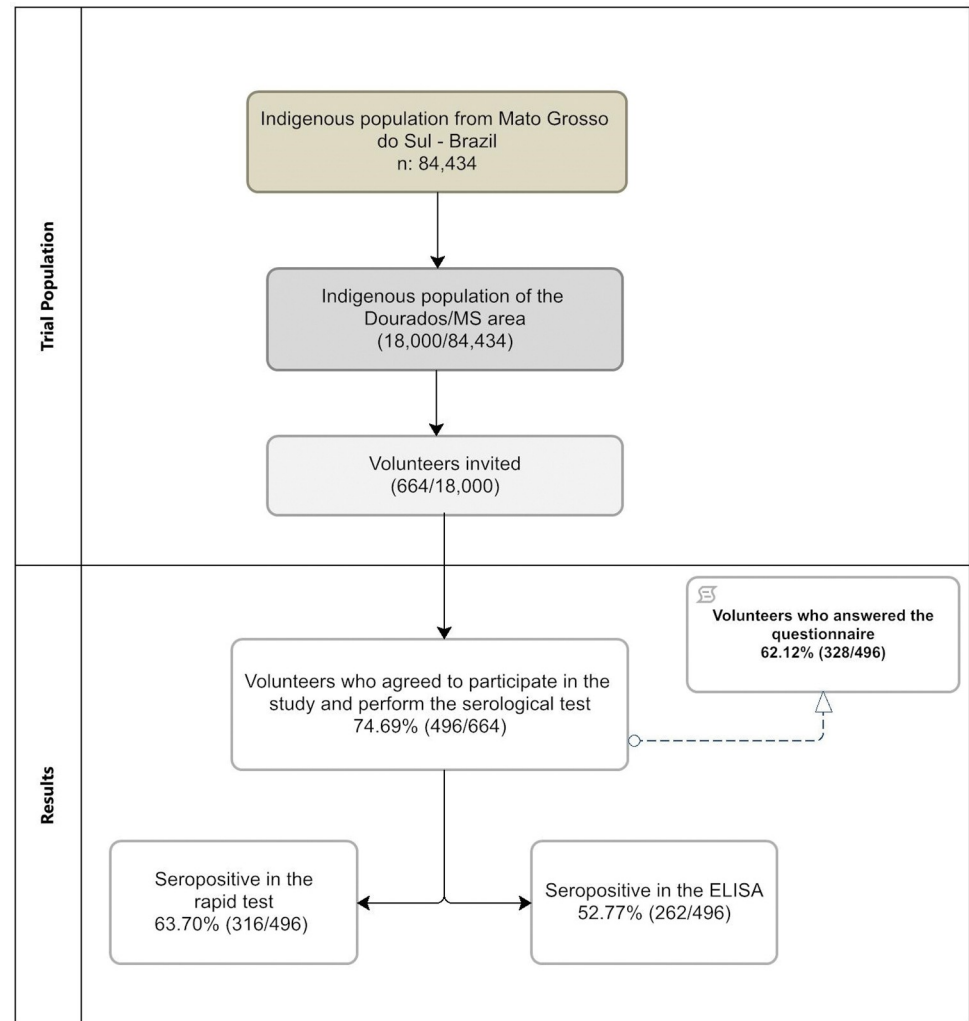 Trial Population
Indigenous population from Mato Grosso
do Sul - Brazil
n: 84,434
Indigenous population of the
Dourados/MS area
(18,000/84,434)
Volunteers invited
(664/18,000)
Results
Volunteers who answered the
questionnaire
62.12% (328/496)
Volunteers who agreed to participate in the
study and perform the serological test
74.69% (496/664)
Seropositive in the
rapid test
63.70% (316/496)
Seropositive in the ELISA
52.77% (262/496)